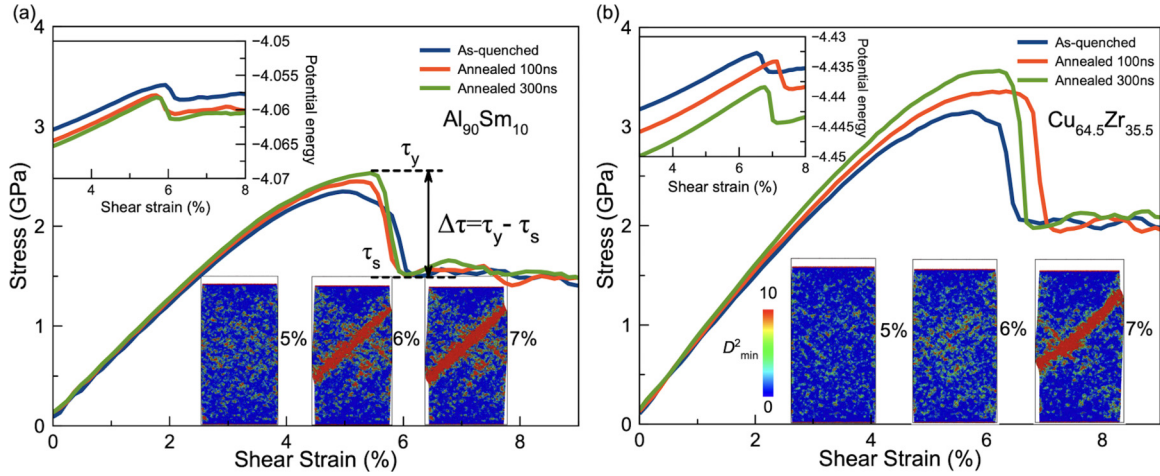 (a)
4
3
2
1
0
Stress (GPa)
0
2
4
6
8
Shear Strain (%)
−4.05
−4.055
−4.06
−4.065
−4.07
Potential energy
4
6
8
Shear strain (%)
As-quenched
Annealed 100ns
Annealed 300ns
Al90Sm10
τy
Δτ=τy- τs
τs
5%
6%
7%
(b)
4
3
2
1
0
Stress (GPa)
0
2
4
6
8
Shear Strain (%)
−4.43
−4.435
−4.44
−4.445
−4.45
Potential energy
4
6
8
Shear strain (%)
As-quenched
Annealed 100ns
Annealed 300ns
Cu64.5Zr35.5
10
D2min
0
5%
6%
7%